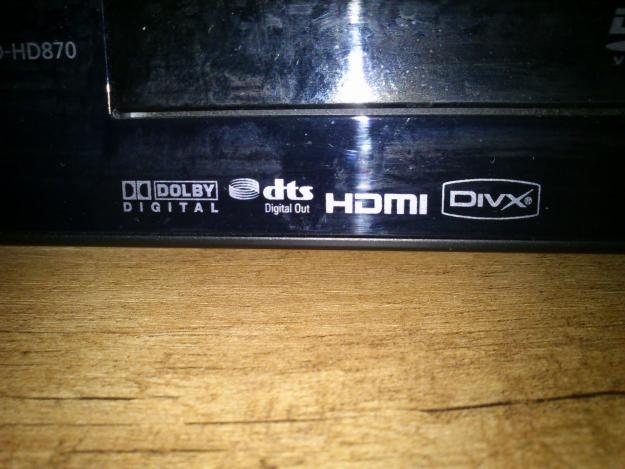 -HD870
DOLBY
DIGITAL
dts
Digital Out
HDMI
DIVX®